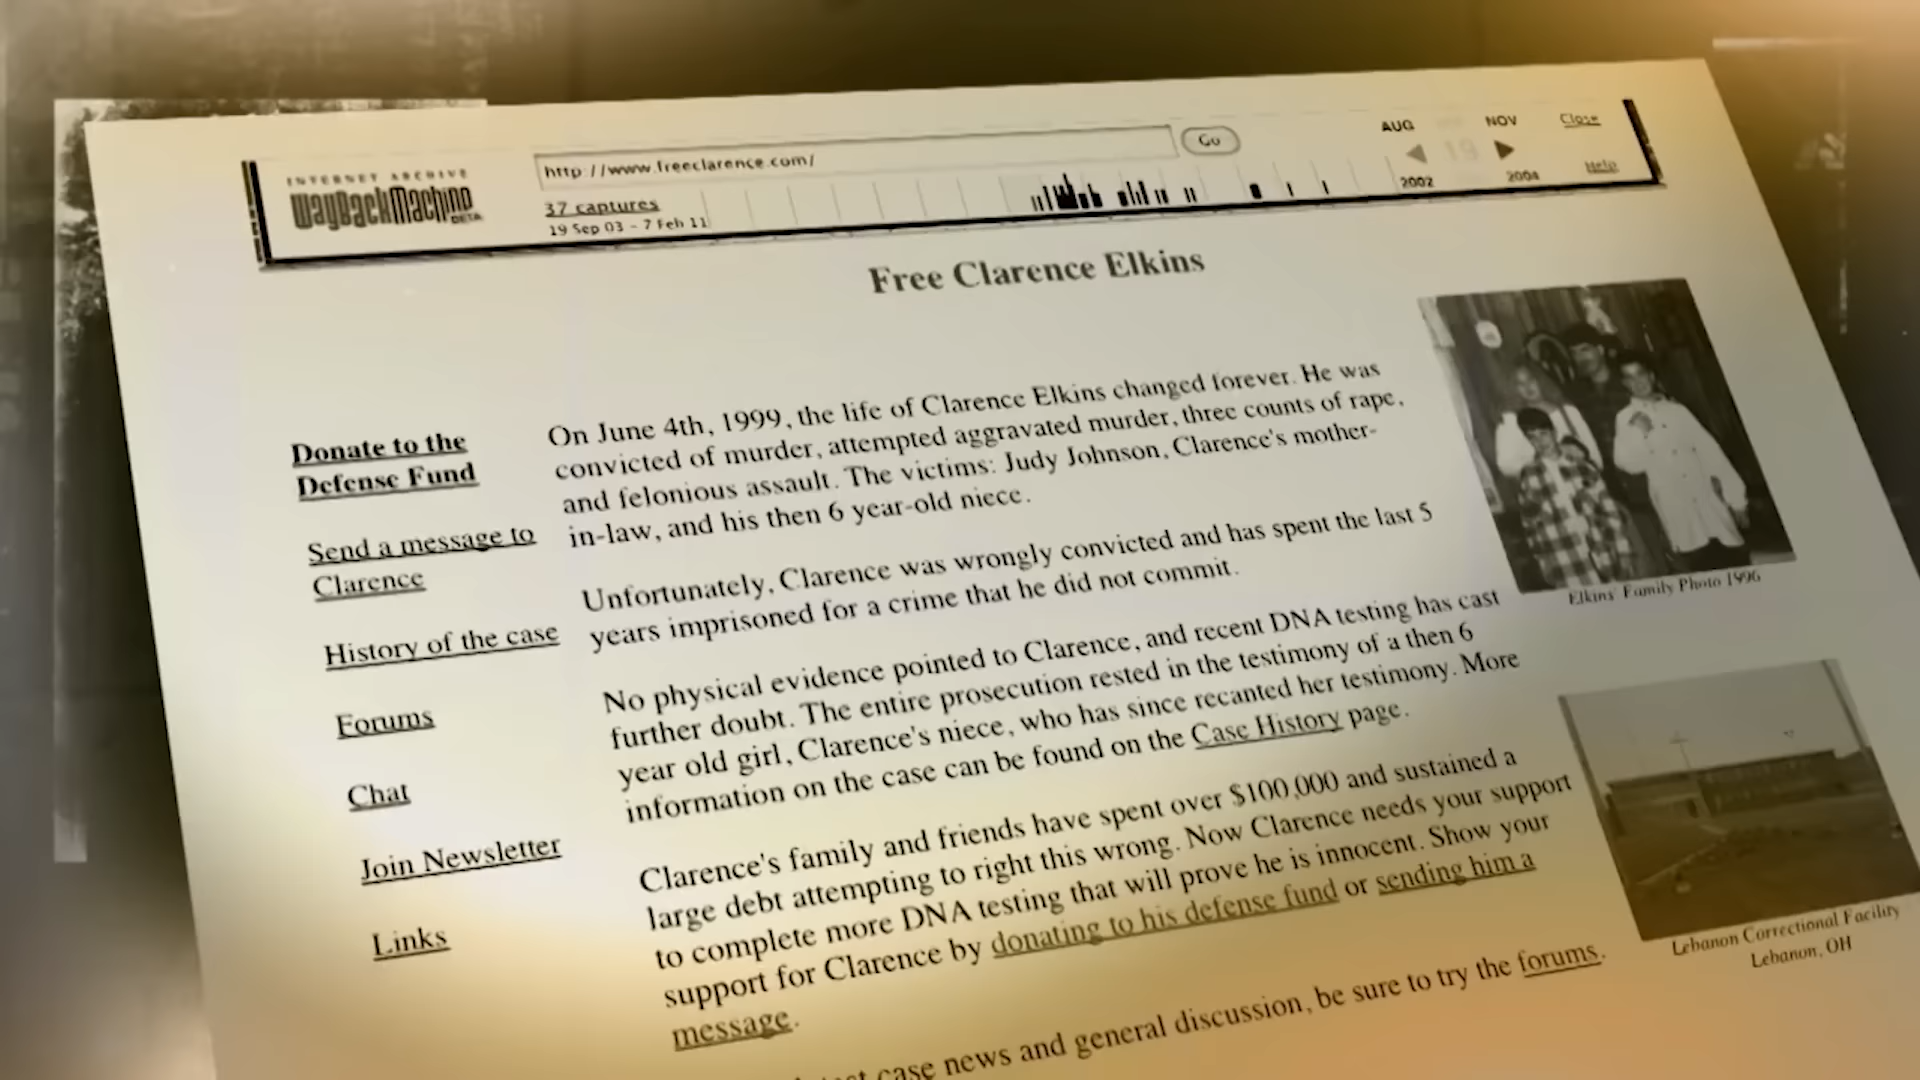 INTERNET ARCHIVE
WayBackMachine
BETA
http://www.freeclarence.com/
Go
37 captures
19 Sep 03 - 7 Feb 11
AUG
19
NOV
2002
2004
Close
Help
Free Clarence Elkins
Donate to the
Defense Fund
Send a message to
Clarence
History of the case
Forums
Chat
Join Newsletter
Links
On June 4th, 1999, the life of Clarence Elkins changed forever. He was
convicted of murder, attempted aggravated murder, three counts of rape,
and felonious assault. The victims: Judy Johnson, Clarence's mother-
in-law, and his then 6 year-old niece.
Unfortunately, Clarence was wrongly convicted and has spent the last 5
years imprisoned for a crime that he did not commit.
No physical evidence pointed to Clarence, and recent DNA testing has cast
further doubt. The entire prosecution rested in the testimony of a then 6
year old girl, Clarence's niece, who has since recanted her testimony. More
information on the case can be found on the Case History page.
Clarence's family and friends have spent over $100,000 and sustained a
large debt attempting to right this wrong. Now Clarence needs your support
to complete more DNA testing that will prove he is innocent. Show your
support for Clarence by donating to his defense fund or sending him a
message.
case news and general discussion, be sure to try the forums.
Elkins' Family Photo 1996
Lebanon Correctional Facility
Lebanon, OH